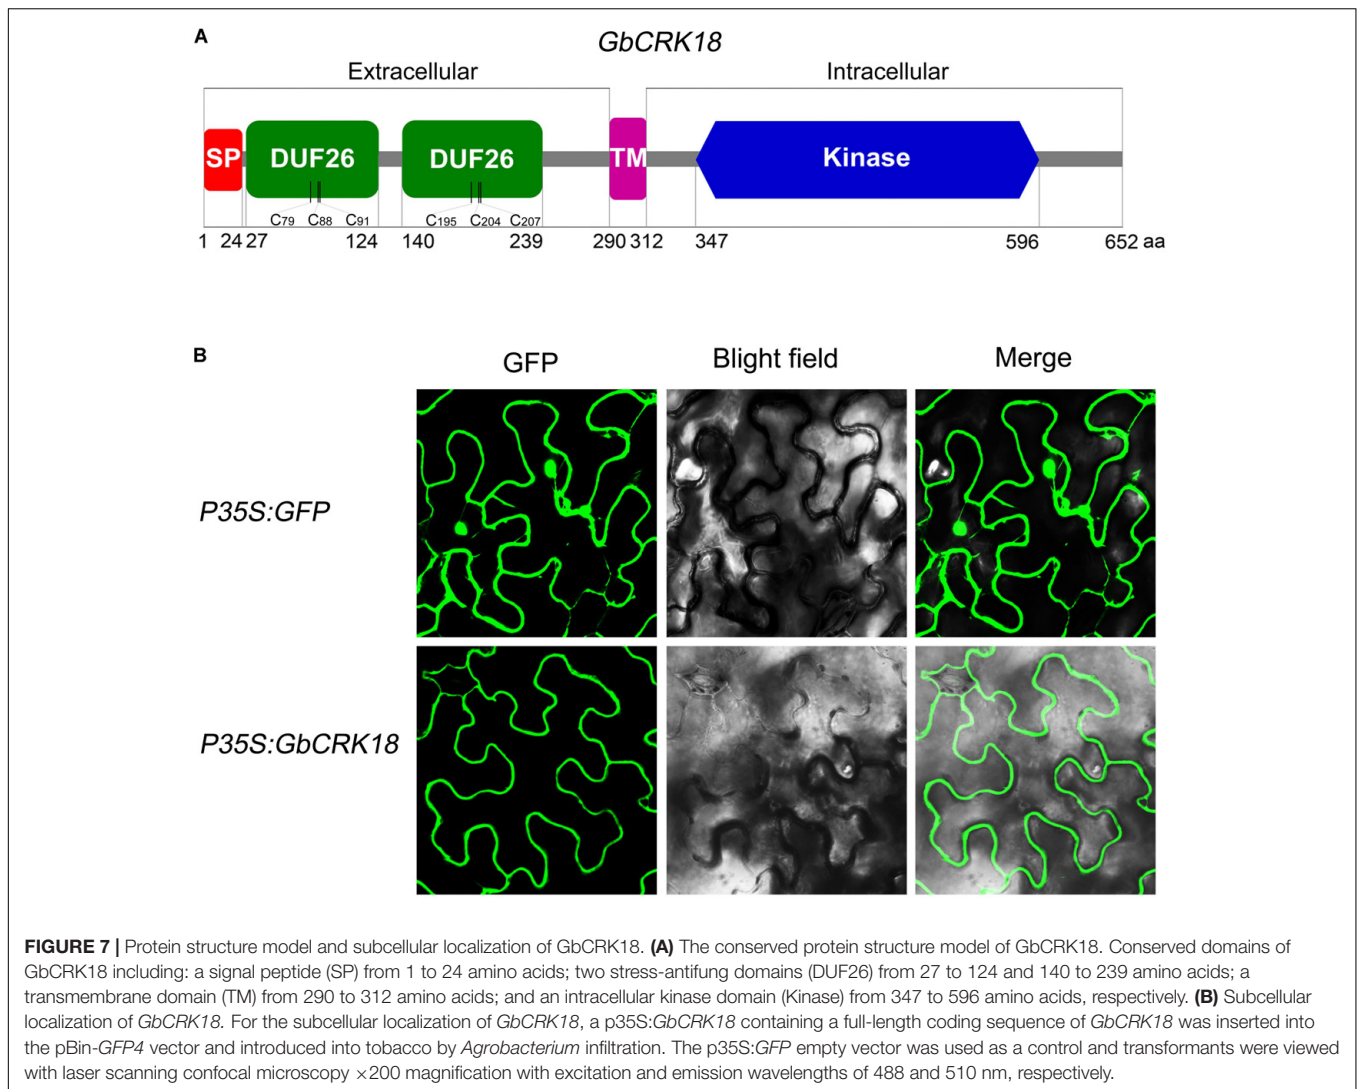 A
GbCRK18
Extracellular Intracellular
SP DUF26 DUF26 TM Kinase
C79 C88 C91 C195 C204 C207
1 24 27 124 140 239 290 312 347 596 652 aa
B
GFP Blight field Merge
P35S:GFP
P35S:GbCRK18
FIGURE 7 | Protein structure model and subcellular localization of GbCRK18. (A) The conserved protein structure model of GbCRK18. Conserved domains of
GbCRK18 including: a signal peptide (SP) from 1 to 24 amino acids; two stress-antifung domains (DUF26) from 27 to 124 and 140 to 239 amino acids; a
transmembrane domain (TM) from 290 to 312 amino acids; and an intracellular kinase domain (Kinase) from 347 to 596 amino acids, respectively. (B) Subcellular
localization of GbCRK18. For the subcellular localization of GbCRK18, a p35S:GbCRK18 containing a full-length coding sequence of GbCRK18 was inserted into
the pBin-GFP4 vector and introduced into tobacco by Agrobacterium infiltration. The p35S:GFP empty vector was used as a control and transformants were viewed
with laser scanning confocal microscopy ×200 magnification with excitation and emission wavelengths of 488 and 510 nm, respectively.